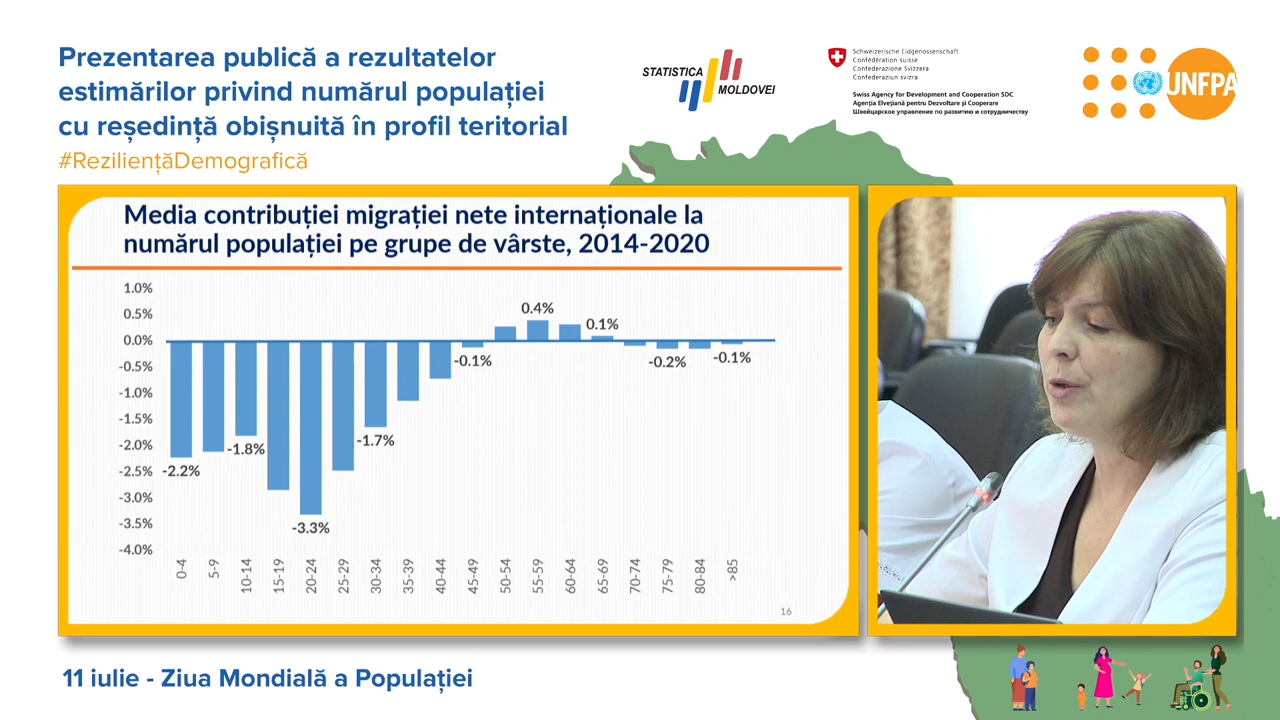 Prezentarea publică a rezultatelor
estimărilor privind numărul populației
cu reședință obișnuită în profil teritorial
#ReziliențăDemografică
STATISTICA
MOLDOVEI
Schweizerische Eidgenossenschaft
Confédération suisse
Confederazione Svizzera
Confederaziun svizra
Swiss Agency for Development and Cooperation SDC
Agenția Elvețiană pentru Dezvoltare și Cooperare
Швейцарское управление по развитию и сотрудничеству
UNFPA
Media contribuției migrației nete internaționale la
numărul populației pe grupe de vârste, 2014-2020
1.0%
0.5%
0.0%
-0.5%
-1.0%
-1.5%
-2.0%
-2.5%
-3.0%
-3.5%
-4.0%
-2.2%
-1.8%
-3.3%
-1.7%
-0.1%
0.4%
0.1%
-0.2%
-0.1%
0-4
5-9
10-14
15-19
20-24
25-29
30-34
35-39
40-44
45-49
50-54
55-59
60-64
65-69
70-74
75-79
80-84
>85
16
11 iulie - Ziua Mondială a Populației